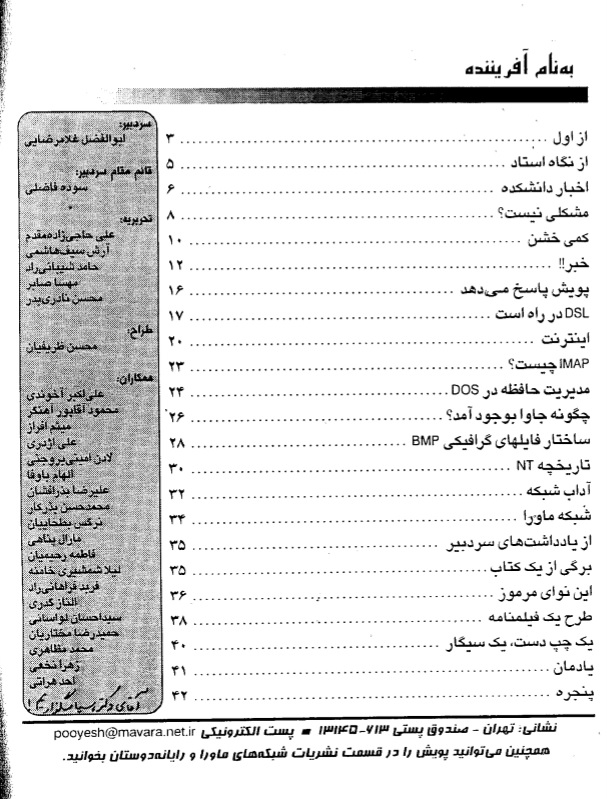 به‌نام آفریننده
از اول ..... ۳
از نگاه استاد ..... ۵
اخبار دانشکده ..... ۶
مشکلی نیست؟ ..... ۸
کمی خشن ..... ۱۰
خبر!! ..... ۱۲
پویش پاسخ می‌دهد ..... ۱۶
DSL در راه است ..... ۱۷
اینترنت ..... ۲۰
IMAP چیست؟ ..... ۲۳
مدیریت حافظه در DOS ..... ۲۴
چگونه جاوا بوجود آمد؟ ..... ۲۶
ساختار فایلهای گرافیکی BMP ..... ۲۸
تاریخچه NT ..... ۳۰
آداب شبکه ..... ۳۲
شبکه ماورا ..... ۳۴
از یادداشت‌های سردبیر ..... ۳۵
برگی از یک کتاب ..... ۳۵
این نوای مرموز ..... ۳۶
طرح یک فیلمنامه ..... ۳۸
یک چپ دست، یک سیگار ..... ۴۰
یادمان ..... ۴۱
پنجره ..... ۴۲
سردبیر:
ابوالفضل غلامرضایی
قائم مقام سردبیر:
سوده فاضلی
تحریریه:
علی حاجی‌زاده‌مقدم
آرش سیف‌هاشمی
حامد شیبانی‌راد
مهسا صابر
محسن نادری‌بدر
طراح:
محسن ظریفیان
همکاران:
علی‌اکبر آخوندی
محمود آقاپور آهنگر
میثم افراز
علی اژدری
لادن امینی‌بروجنی
الهام باوفا
علیرضا بذرافشان
محمدحسن بذرکار
نرگس بطحاییان
مارال پناهی
فاطمه رحیمیان
لیلا شمشیری خامنه
فرید فراهانی‌راد
الناز کدری
سیداحسان لواسانی
حمیدرضا مختاریان
محمد مظاهری
زهرا نخعی
احد هراتی
نشانی: تهران - صندوق پستی ۶۱۳-۱۳۱۴۵ ■ پست الکترونیکی pooyesh@mavara.net.ir
همچنین می‌توانید پویش را در قسمت نشریات شبکه‌های ماورا و رایانه‌دوستان بخوانید.